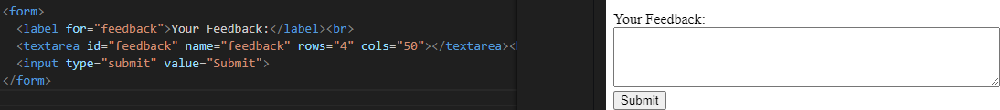 <form>
<label for="feedback">Your Feedback:</label><br>
<textarea id="feedback" name="feedback" rows="4" cols="50"></textarea><
<input type="submit" value="Submit">
</form>
Your Feedback:
Submit